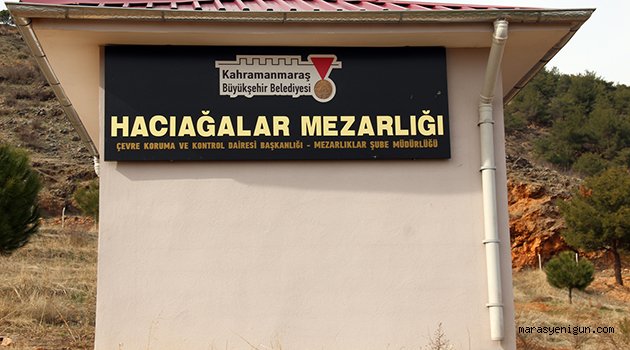 Kahramanmaraş
Büyükşehir Belediyesi
HACIAĞALAR MEZARLIĞI
ÇEVRE KORUMA VE KONTROL DAİRESİ BAŞKANLIĞI - MEZARLIKLAR ŞUBE MÜDÜRLÜĞÜ
marasyenigun.com